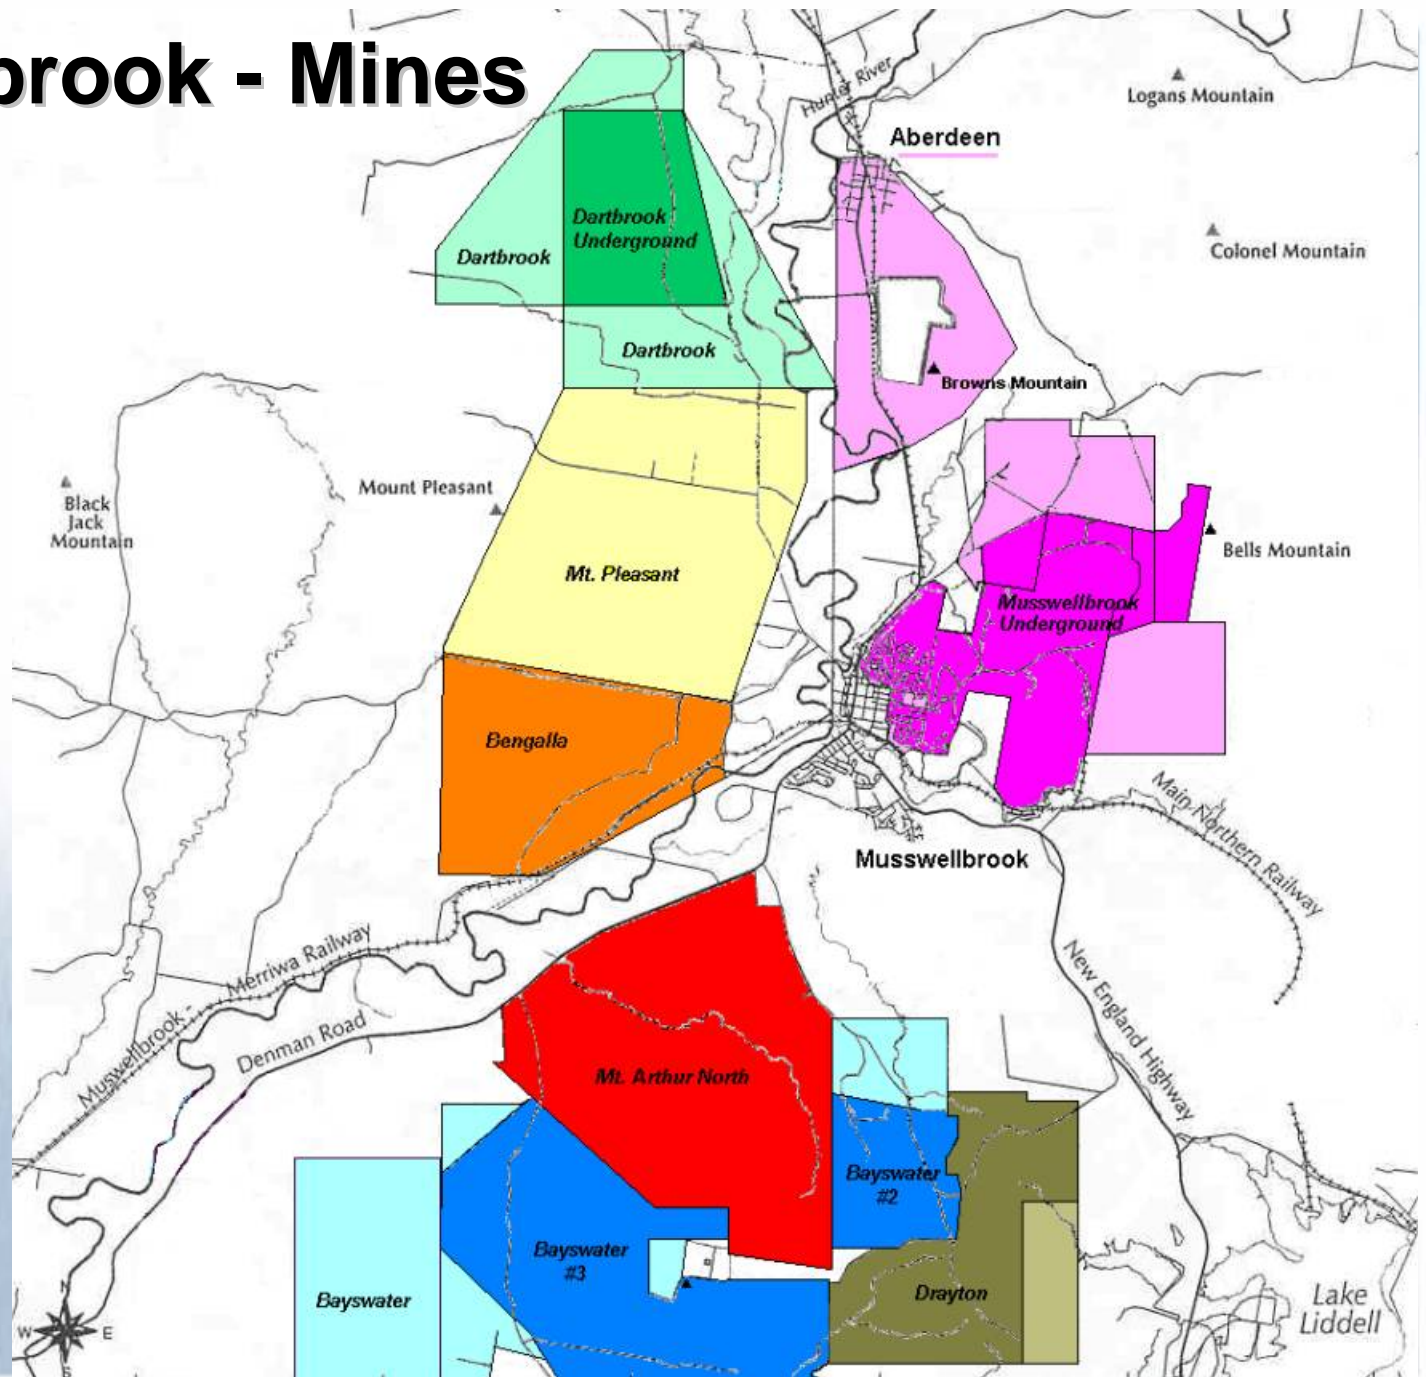 brook - Mines
Hunter River
Logans Mountain
Aberdeen
Dartbrook
Underground
Dartbrook
Colonel Mountain
Dartbrook
Browns Mountain
Mount Pleasant
Black
Jack
Mountain
Bells Mountain
Mt. Pleasant
Musswellbrook
Underground
Bengalla
Main Northern Railway
Musswellbrook
Muswellbrook - Merriwa Railway
New England Highway
Denman Road
Mt. Arthur North
Bayswater
#2
Bayswater
#3
Drayton
Bayswater
Lake
Liddell
N
W
E
S